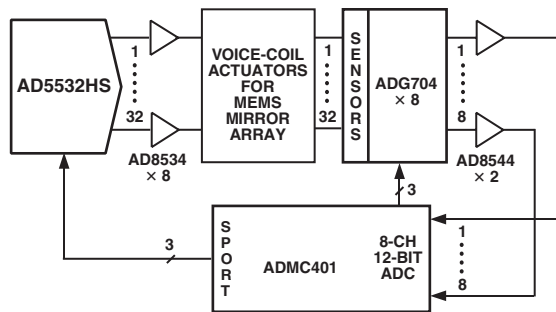 AD5532HS
1
32
AD8534
× 8
VOICE-COIL
ACTUATORS
FOR
MEMS
MIRROR
ARRAY
1
32
SENSORS
ADG704
× 8
1
8
AD8544
× 2
3
3
SPORT
ADMC401
8-CH
12-BIT
ADC
1
8